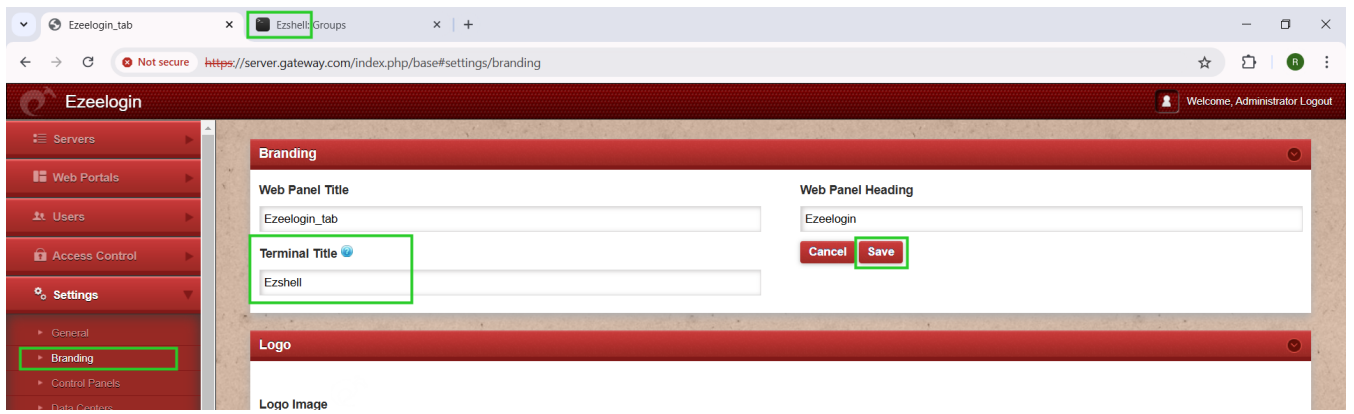 Ezeelogin_tab
Ezshell: Groups
Not secure https://server.gateway.com/index.php/base#settings/branding
R
Ezeelogin
Welcome, Administrator Logout
Servers
Web Portals
Users
Access Control
Settings
General
Branding
Control Panels
Data Centers
Branding
Web Panel Title
Web Panel Heading
Ezeelogin_tab
Ezeelogin
Terminal Title ?
Cancel Save
Ezshell
Logo
Logo Image